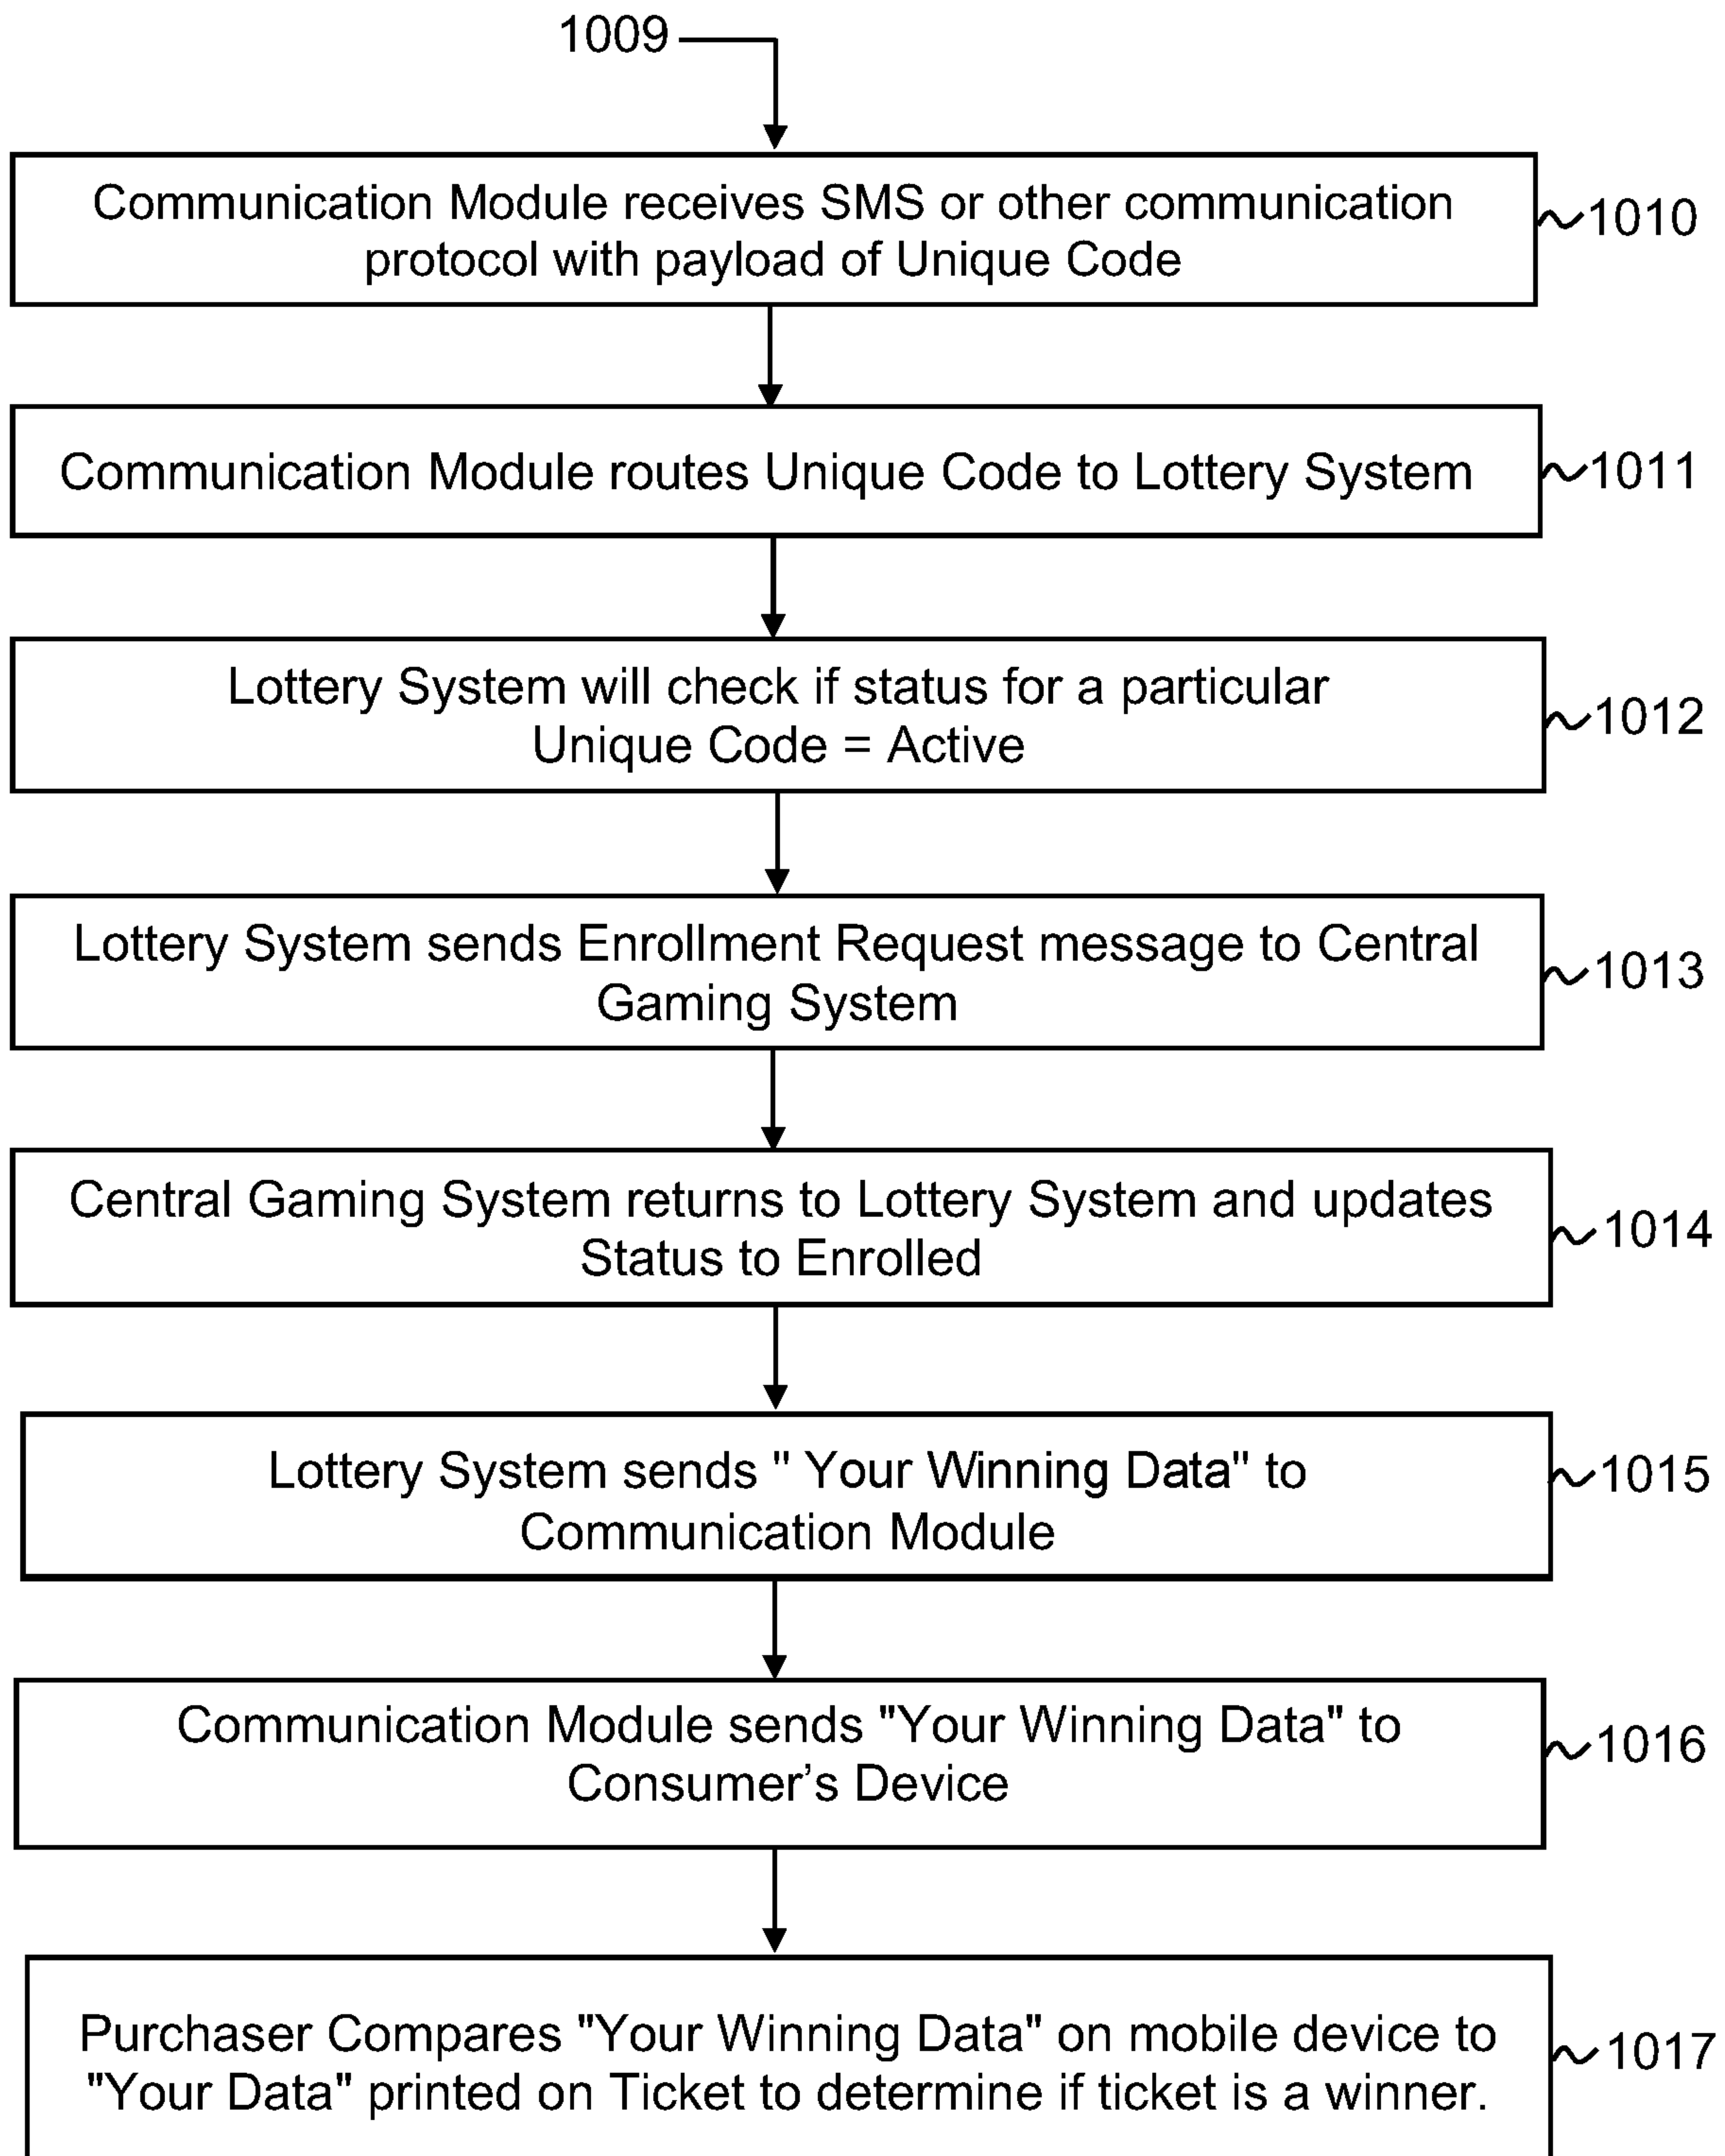 1009
Communication Module receives SMS or other communication
protocol with payload of Unique Code
1010
Communication Module routes Unique Code to Lottery System
1011
Lottery System will check if status for a particular
Unique Code = Active
1012
Lottery System sends Enrollment Request message to Central
Gaming System
1013
Central Gaming System returns to Lottery System and updates
Status to Enrolled
1014
Lottery System sends " Your Winning Data" to
Communication Module
1015
Communication Module sends "Your Winning Data" to
Consumer’s Device
1016
Purchaser Compares "Your Winning Data" on mobile device to
"Your Data" printed on Ticket to determine if ticket is a winner.
1017